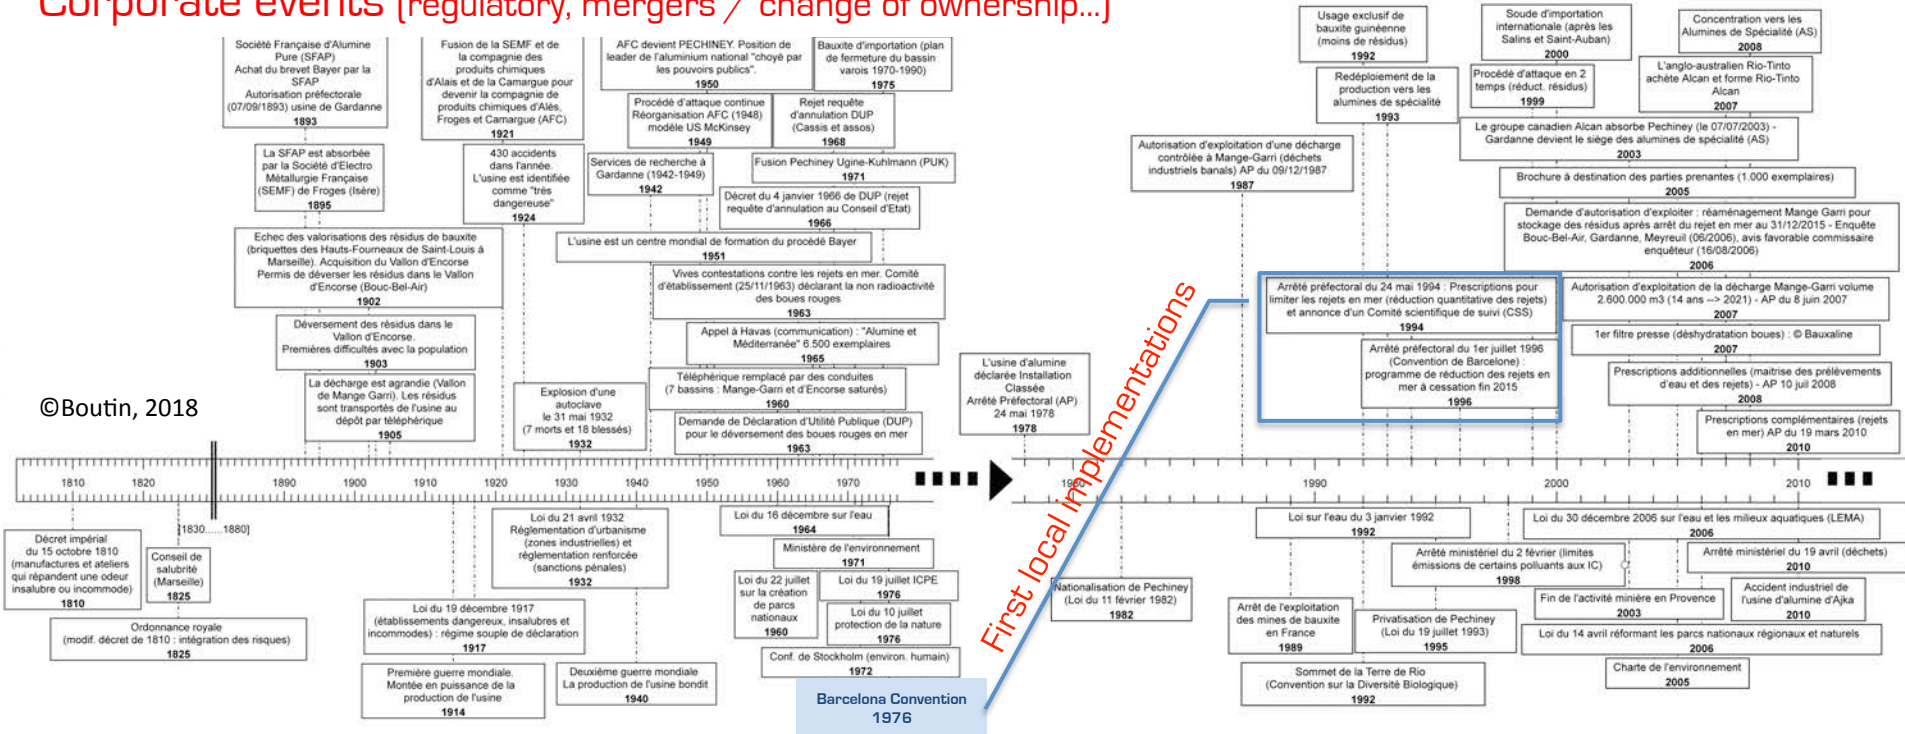 Corporate events (regulatory, mergers / change of ownership...)
Société Française d'Alumine
Pure (SFAP)
Achat du brevet Bayer par la
SFAP
Autorisation préfectorale
(07/09/1893) usine de Gardanne
1893
La SFAP est absorbée
par la Société d'Electro
Métallurgie Française
(SEMF) de Froges (Isère)
1895
Echec des valorisations des résidus de bauxite
(briquettes des Hauts-Fourneaux de Saint-Louis à
Marseille). Acquisition du Vallon d'Encorse
Permis de déverser les résidus dans le Vallon
d'Encorse (Bouc-Bel-Air)
1902
Déversement des résidus dans le
Vallon d'Encorse.
Premières difficultés avec la population
1903
La décharge est agrandie (Vallon
de Mange Garri). Les résidus
sont transportés de l'usine au
dépôt par téléphérique
1905
Fusion de la SEMF et de
la compagnie des
produits chimiques
d'Alais et de la Camargue pour
devenir la compagnie de
produits chimiques d'Alès,
Froges et Camargue (AFC)
1921
430 accidents
dans l'année.
L'usine est identifiée
comme "très
dangereuse"
1924
Explosion d'une
autoclave
le 31 mai 1932
(7 morts et 18 blessés)
1932
AFC devient PECHINEY. Position de
leader de l'aluminium national "choyé par
les pouvoirs publics".
1950
Bauxite d'importation (plan
de fermeture du bassin
varois 1970-1990)
1975
Procédé d'attaque continue
Réorganisation AFC (1948)
modèle US McKinsey
1949
Rejet requête
d'annulation DUP
(Cassis et assos)
1968
Services de recherche à
Gardanne (1942-1949)
1942
Fusion Pechiney Ugine-Kuhlmann (PUK)
1971
Décret du 4 janvier 1966 de DUP (rejet
requête d'annulation au Conseil d'Etat)
1966
L'usine est un centre mondial de formation du procédé Bayer
1951
Vives contestations contre les rejets en mer. Comité
d'établissement (25/11/1963) déclarant la non radioactivité
des boues rouges
1963
Appel à Havas (communication) : "Alumine et
Méditerranée" 6.500 exemplaires
1965
Téléphérique remplacé par des conduites
(7 bassins : Mange-Garri et d'Encorse saturés)
1960
Demande de Déclaration d'Utilité Publique (DUP)
pour le déversement des boues rouges en mer
1963
L'usine d'alumine
déclarée Installation
Classée
Arrêté Préfectoral (AP)
24 mai 1978
1978
Autorisation d'exploitation d'une décharge
contrôlée à Mange-Garri (déchets
industriels banals) AP du 09/12/1987
1987
Usage exclusif de
bauxite guinéenne
(moins de résidus)
1992
Redéploiement de la
production vers les
alumines de spécialité
1993
Soude d'importation
internationale (après les
Salins et Saint-Auban)
2000
Procédé d'attaque en 2
temps (réduct. résidus)
1999
Concentration vers les
Alumines de Spécialité (AS)
2008
L'anglo-australien Rio-Tinto
achète Alcan et forme Rio-Tinto
Alcan
2007
Le groupe canadien Alcan absorbe Pechiney (le 07/07/2003) -
Gardanne devient le siège des alumines de spécialité (AS)
2003
Brochure à destination des parties prenantes (1.000 exemplaires)
2005
Demande d'autorisation d'exploiter : réaménagement Mange Garri pour
stockage des résidus après arrêt du rejet en mer au 31/12/2015 - Enquête
Bouc-Bel-Air, Gardanne, Meyreuil (06/2006), avis favorable commissaire
enquêteur (16/08/2006)
2006
Arrêté préfectoral du 24 mai 1994 : Prescriptions pour
limiter les rejets en mer (réduction quantitative des rejets)
et annonce d'un Comité scientifique de suivi (CSS)
1994
Arrêté préfectoral du 1er juillet 1996
(Convention de Barcelone) :
programme de réduction des rejets en
mer à cessation fin 2015
1996
Autorisation d'exploitation de la décharge Mange-Garri volume
2.600.000 m3 (14 ans --> 2021) - AP du 8 juin 2007
2007
1er filtre presse (déshydratation boues) : © Bauxaline
2007
Prescriptions additionnelles (maitrise des prélèvements
d'eau et des rejets) - AP 10 juil 2008
2008
Prescriptions complémentaires (rejets
en mer) AP du 19 mars 2010
2010
©Boutin, 2018
First local implementations
1810 1820 1890 1900 1910 1920 1930 1940 1950 1960 1970 1980 1990 2000 2010
[1830......1880]
Décret impérial
du 15 octobre 1810
(manufactures et ateliers
qui répandent une odeur
insalubre ou incommode)
1810
Conseil de
salubrité
(Marseille)
1825
Ordonnance royale
(modif. décret de 1810 : intégration des risques)
1825
Loi du 19 décembre 1917
(établissements dangereux, insalubres et
incommodes) : régime souple de déclaration
1917
Première guerre mondiale.
Montée en puissance de la
production de l'usine
1914
Loi du 21 avril 1932
Réglementation d'urbanisme
(zones industrielles) et
réglementation renforcée
(sanctions pénales)
1932
Deuxième guerre mondiale
La production de l'usine bondit
1940
Loi du 16 décembre sur l'eau
1964
Ministère de l'environnement
1971
Loi du 22 juillet
sur la création
de parcs
nationaux
1960
Loi du 19 juillet ICPE
1976
Loi du 10 juillet
protection de la nature
1976
Conf. de Stockholm (environ. humain)
1972
Barcelona Convention
1976
Nationalisation de Pechiney
(Loi du 11 février 1982)
1982
Loi sur l'eau du 3 janvier 1992
1992
Arrêté ministériel du 2 février (limites
émissions de certains polluants aux IC)
1998
Arrêt de l'exploitation
des mines de bauxite
en France
1989
Privatisation de Pechiney
(Loi du 19 juillet 1993)
1995
Sommet de la Terre de Rio
(Convention sur la Diversité Biologique)
1992
Loi du 30 décembre 2006 sur l'eau et les milieux aquatiques (LEMA)
2006
Arrêté ministériel du 19 avril (déchets)
2010
Fin de l'activité minière en Provence
2003
Accident industriel de
l'usine d'alumine d'Ajka
2010
Loi du 14 avril réformant les parcs nationaux régionaux et naturels
2006
Charte de l'environnement
2005